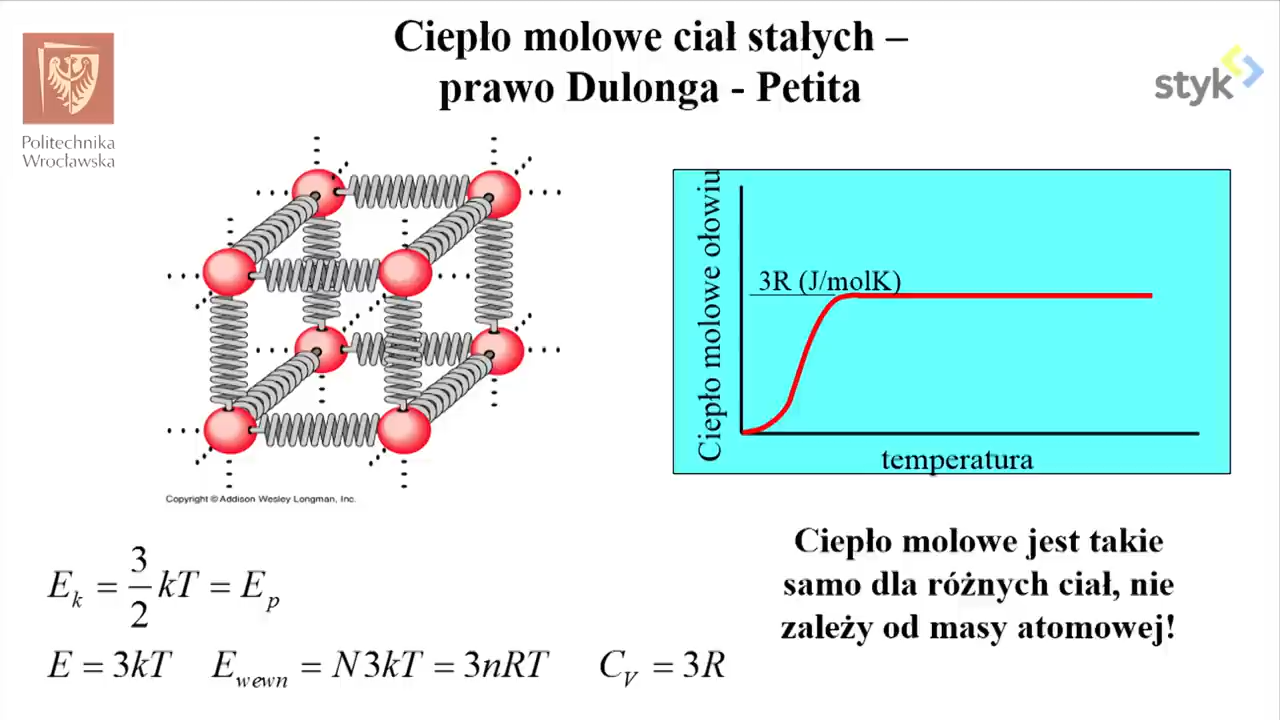 Ciepło molowe ciał stałych –
prawo Dulonga - Petita
Politechnika
Wrocławska
styk
Copyright © Addison Wesley Longman, Inc.
Ciepło molowe ołowiu
3R (J/molK)
temperatura
E_k = 3/2 kT = E_p
E = 3kT E_wewn = N3kT = 3nRT C_V = 3R
Ciepło molowe jest takie
samo dla różnych ciał, nie
zależy od masy atomowej!